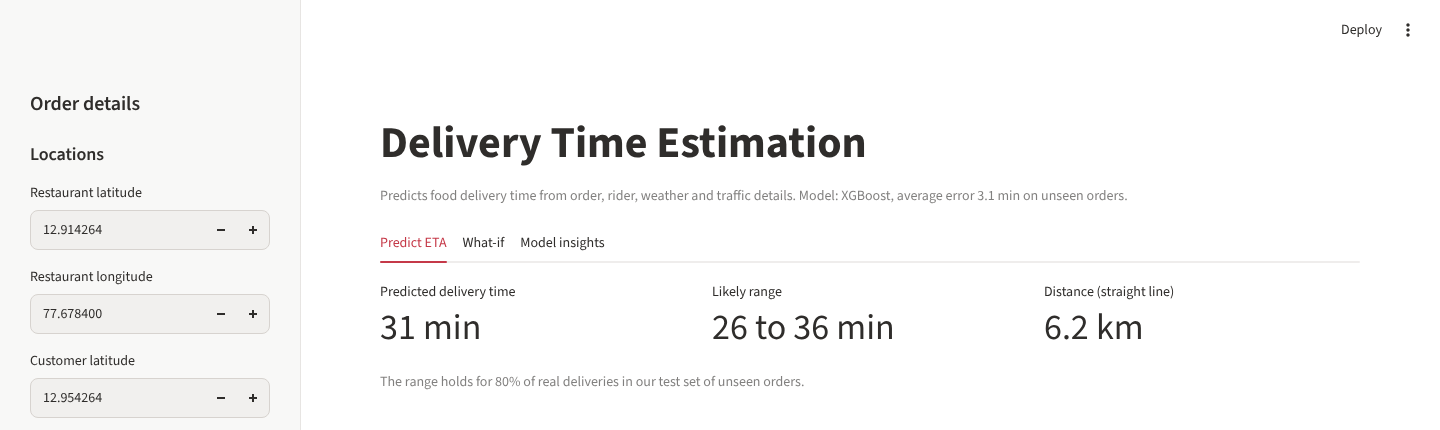 Deploy
Order details
Locations
Restaurant latitude
12.914264
Restaurant longitude
77.678400
Customer latitude
12.954264
Delivery Time Estimation
Predicts food delivery time from order, rider, weather and traffic details. Model: XGBoost, average error 3.1 min on unseen orders.
Predict ETA What-if Model insights
Predicted delivery time Likely range Distance (straight line)
31 min 26 to 36 min 6.2 km
The range holds for 80% of real deliveries in our test set of unseen orders.